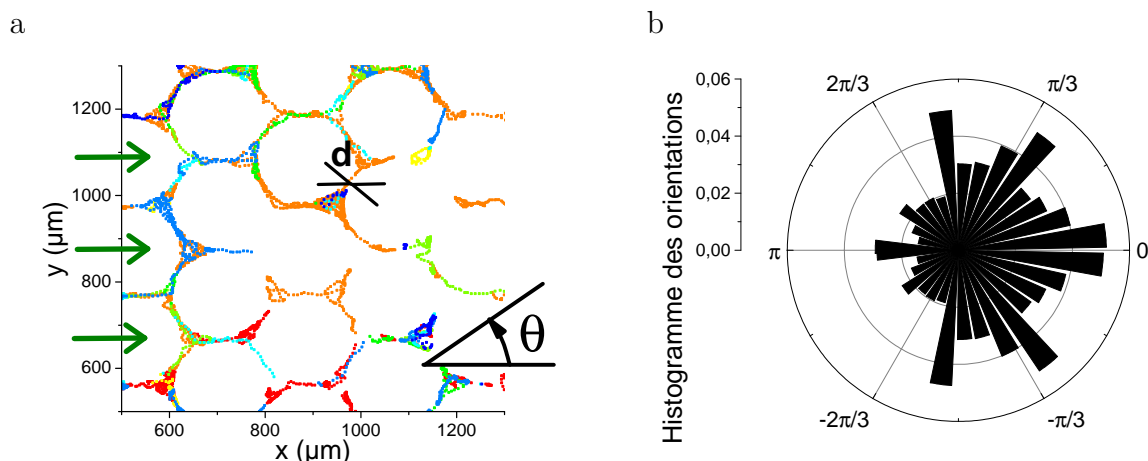 a
1200
1000
800
600
y (µm)
d
θ
600
800
1000
1200
x (µm)
b
Histogramme des orientations
0,06
0,04
0,02
0,00
2π/3
π/3
π
0
-2π/3
-π/3